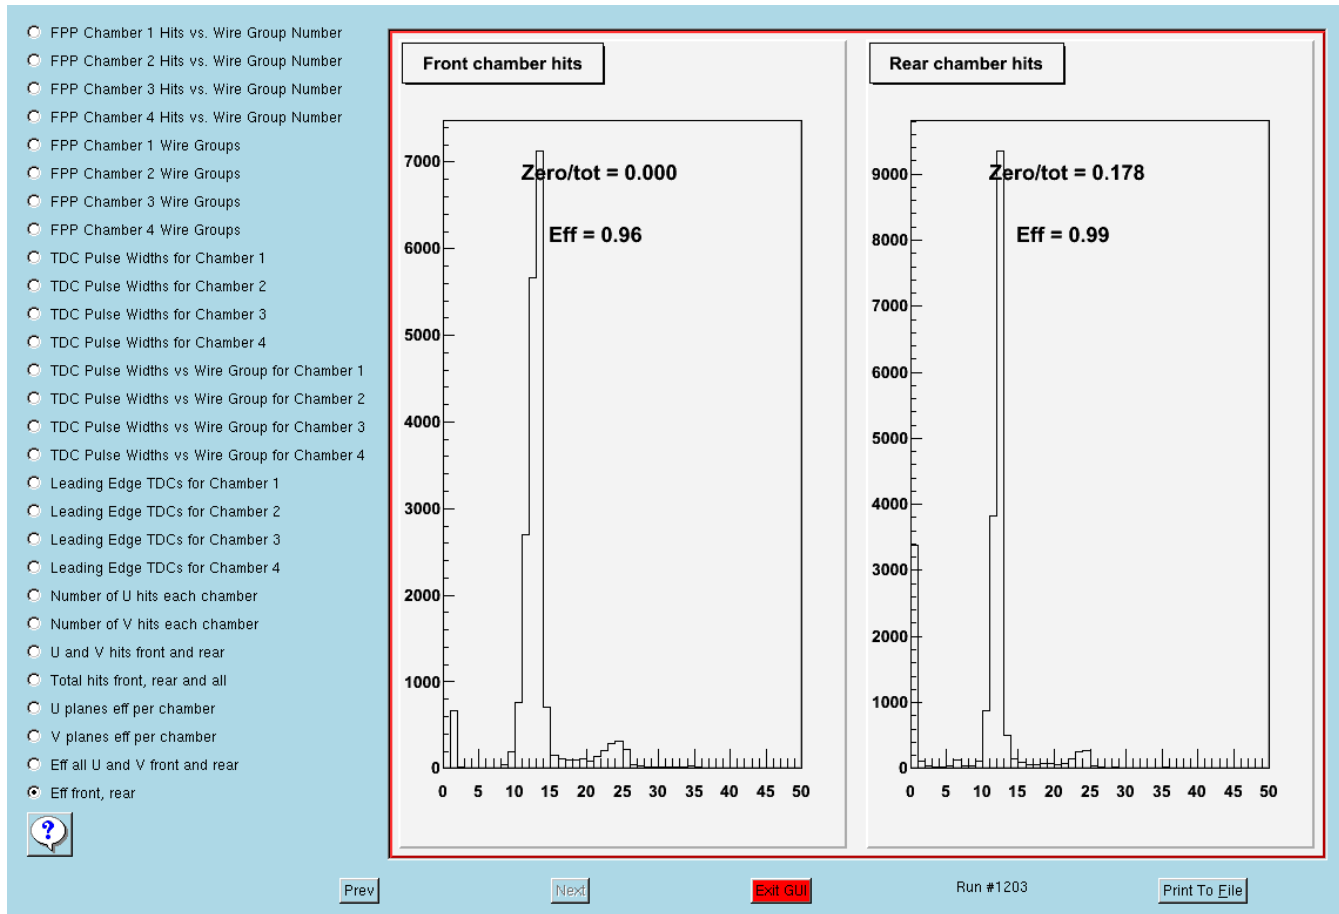 FPP Chamber 1 Hits vs. Wire Group Number
FPP Chamber 2 Hits vs. Wire Group Number
FPP Chamber 3 Hits vs. Wire Group Number
FPP Chamber 4 Hits vs. Wire Group Number
FPP Chamber 1 Wire Groups
FPP Chamber 2 Wire Groups
FPP Chamber 3 Wire Groups
FPP Chamber 4 Wire Groups
TDC Pulse Widths for Chamber 1
TDC Pulse Widths for Chamber 2
TDC Pulse Widths for Chamber 3
TDC Pulse Widths for Chamber 4
TDC Pulse Widths vs Wire Group for Chamber 1
TDC Pulse Widths vs Wire Group for Chamber 2
TDC Pulse Widths vs Wire Group for Chamber 3
TDC Pulse Widths vs Wire Group for Chamber 4
Leading Edge TDCs for Chamber 1
Leading Edge TDCs for Chamber 2
Leading Edge TDCs for Chamber 3
Leading Edge TDCs for Chamber 4
Number of U hits each chamber
Number of V hits each chamber
U and V hits front and rear
Total hits front, rear and all
U planes eff per chamber
V planes eff per chamber
Eff all U and V front and rear
Eff front, rear
?
Front chamber hits
Zero/tot = 0.000
Eff = 0.96
7000
6000
5000
4000
3000
2000
1000
0
0 5 10 15 20 25 30 35 40 45 50
Rear chamber hits
Zero/tot = 0.178
Eff = 0.99
9000
8000
7000
6000
5000
4000
3000
2000
1000
0
0 5 10 15 20 25 30 35 40 45 50
Prev Next Exit GUI Run #1203 Print To File